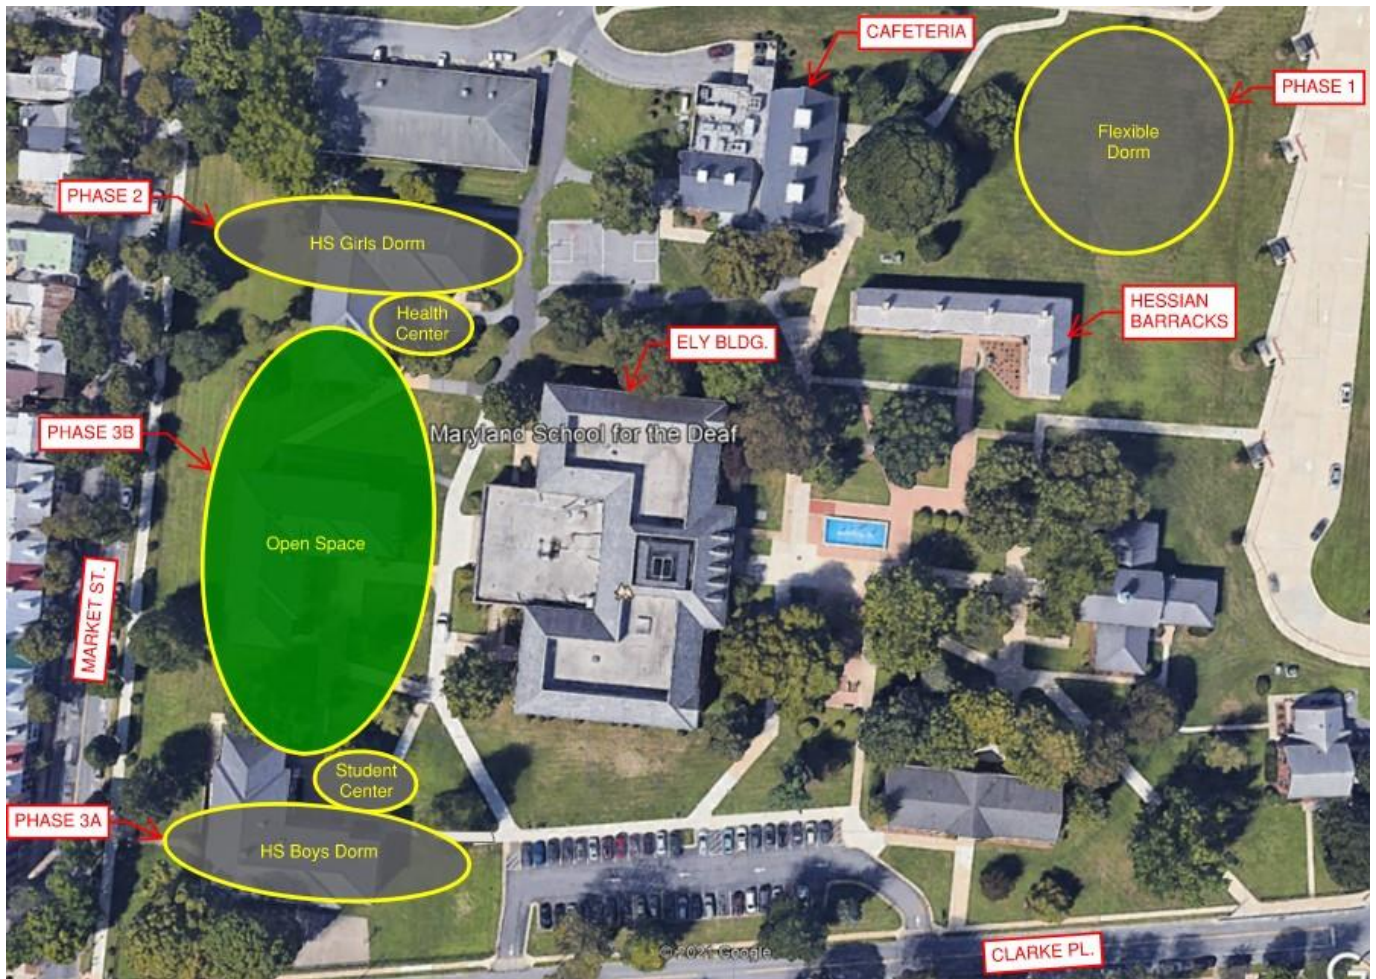 CAFETERIA
PHASE 1
Flexible
Dorm
PHASE 2
HS Girls Dorm
Health
Center
HESSIAN
BARRACKS
ELY BLDG.
PHASE 3B
Maryland School for the Deaf
Open Space
MARKET ST.
Student
Center
PHASE 3A
HS Boys Dorm
© 2021 Google
CLARKE PL.
G